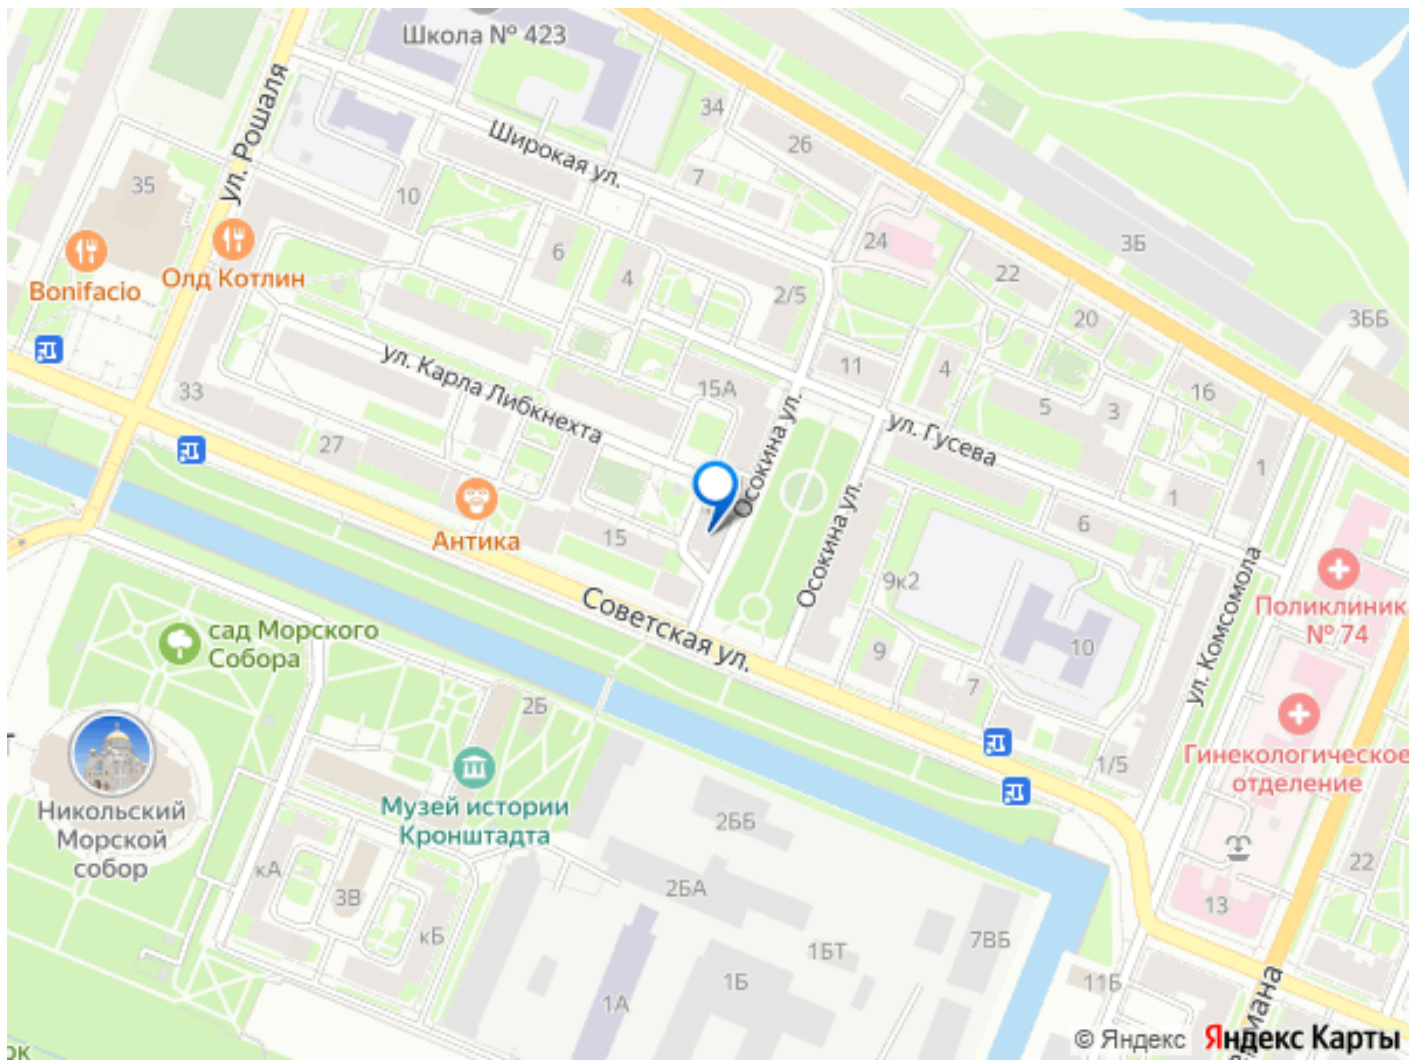 Школа № 423
ул. Рошаля
Широкая ул.
34
26
7
35
10
6
4
24
2/5
22
20
3Б
3ББ
Bonifacio
Олд Котлин
ул. Карла Либкнехта
33
27
15А
11
4
5
3
16
1
1
6
ул. Гусева
Осокина ул.
Осокина ул.
Антика
15
Советская ул.
9к2
9
7
10
1/5
ул. Комсомола
Поликлиник
№ 74
Гинекологическое
отделение
22
13
сад Морского
Собора
Никольский
Морской
собор
2Б
Музей истории
Кронштадта
кА
3В
кБ
2ББ
2БА
1БТ
1Б
1А
7ВБ
11Б
мана
ок
© Яндекс Яндекс Карты